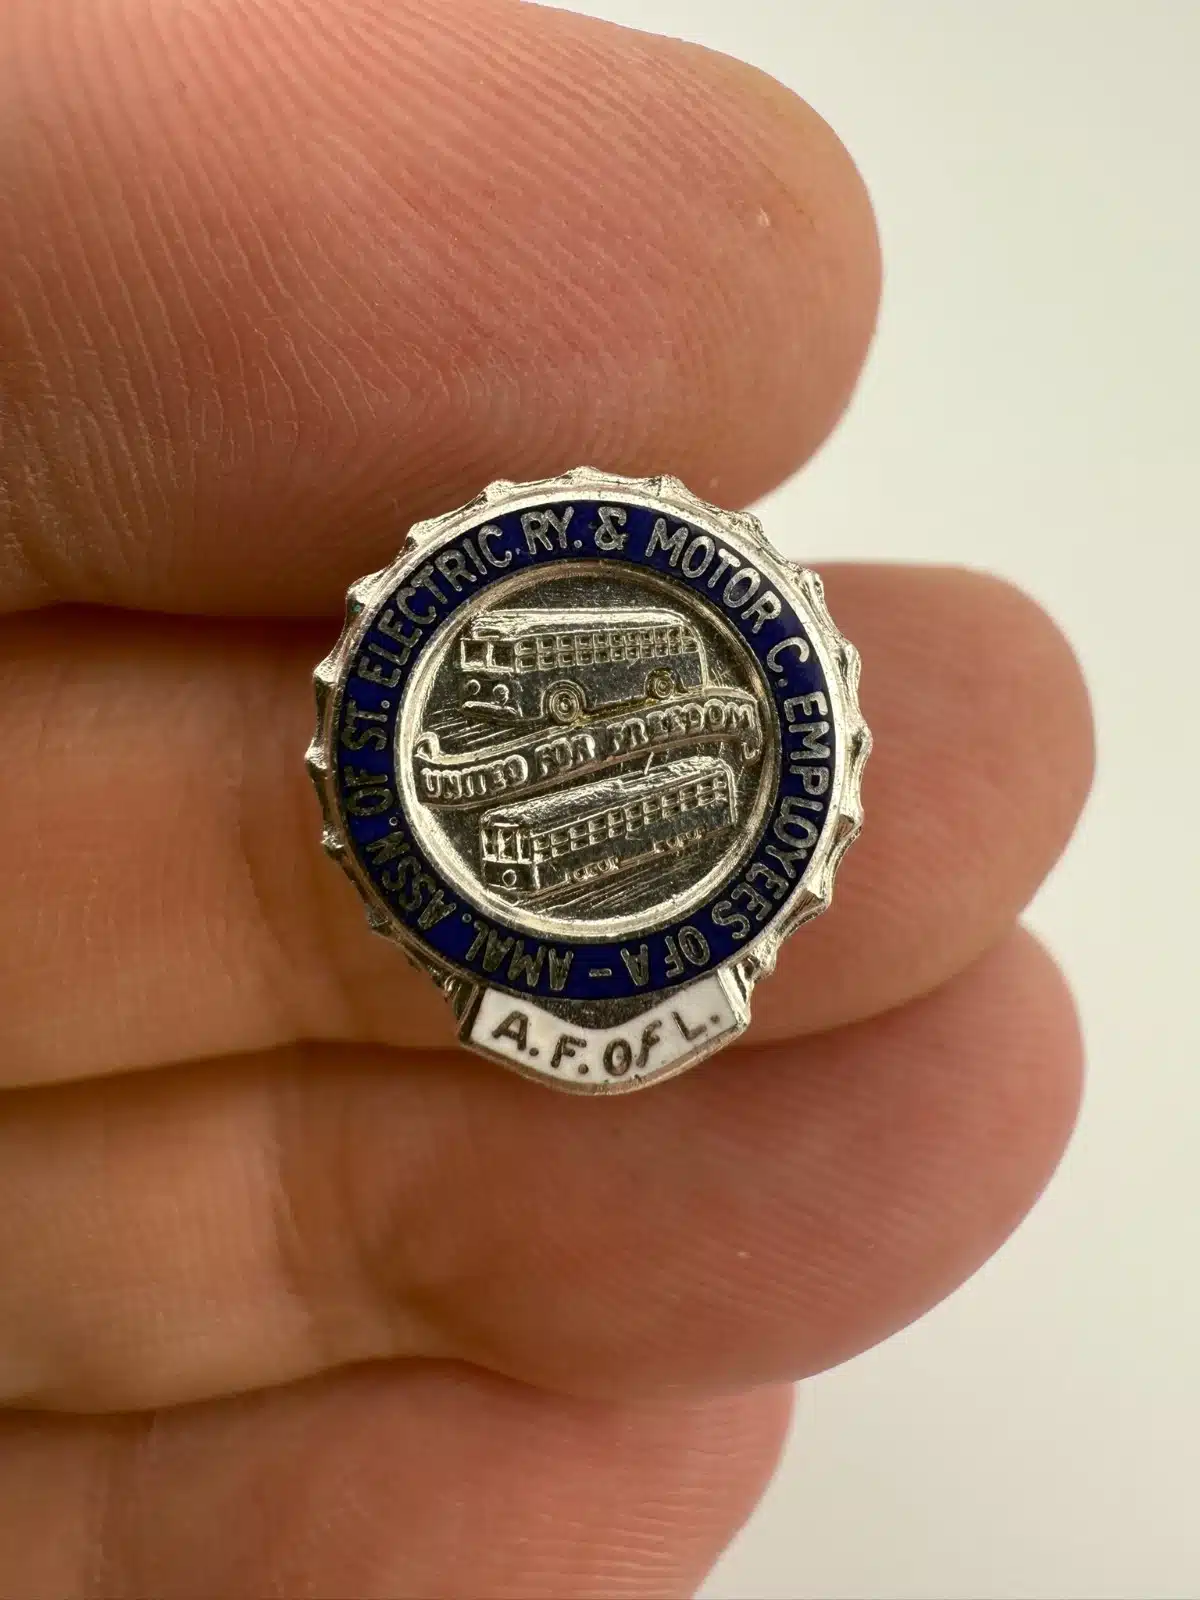 AMAL. ASSN. OF ST. ELECTRIC. RY. & MOTOR C. EMPLOYEES OF A -
UNITED FOR FREEDOM
A. F. OF L.